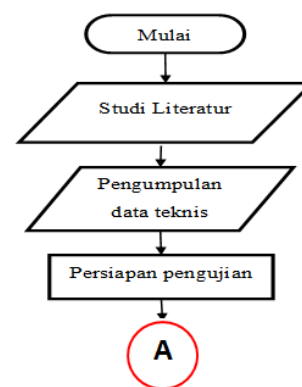 Mulai
Studi Literatur
Pengumpulan
data teknis
Persiapan pengujian
A